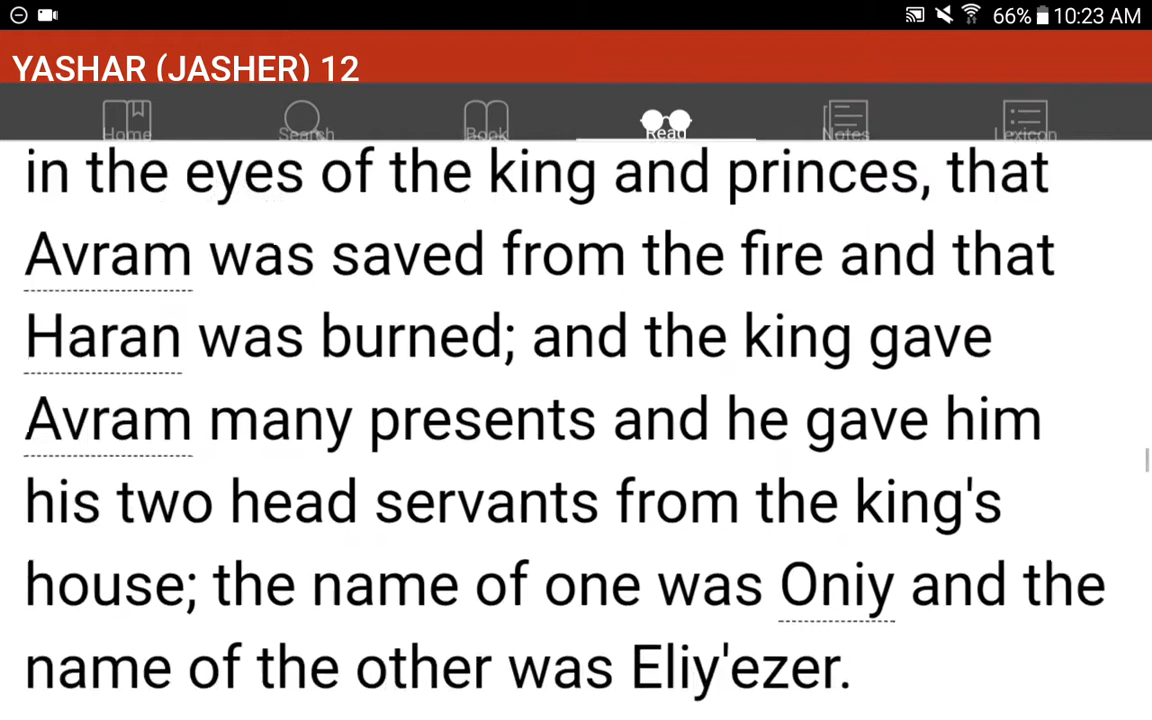 66% 10:23 AM
YASHAR (JASHER) 12
Home Search Book Read Notes Lexicon
in the eyes of the king and princes, that
Avram was saved from the fire and that
Haran was burned; and the king gave
Avram many presents and he gave him
his two head servants from the king's
house; the name of one was Oniy and the
name of the other was Eliy'ezer.